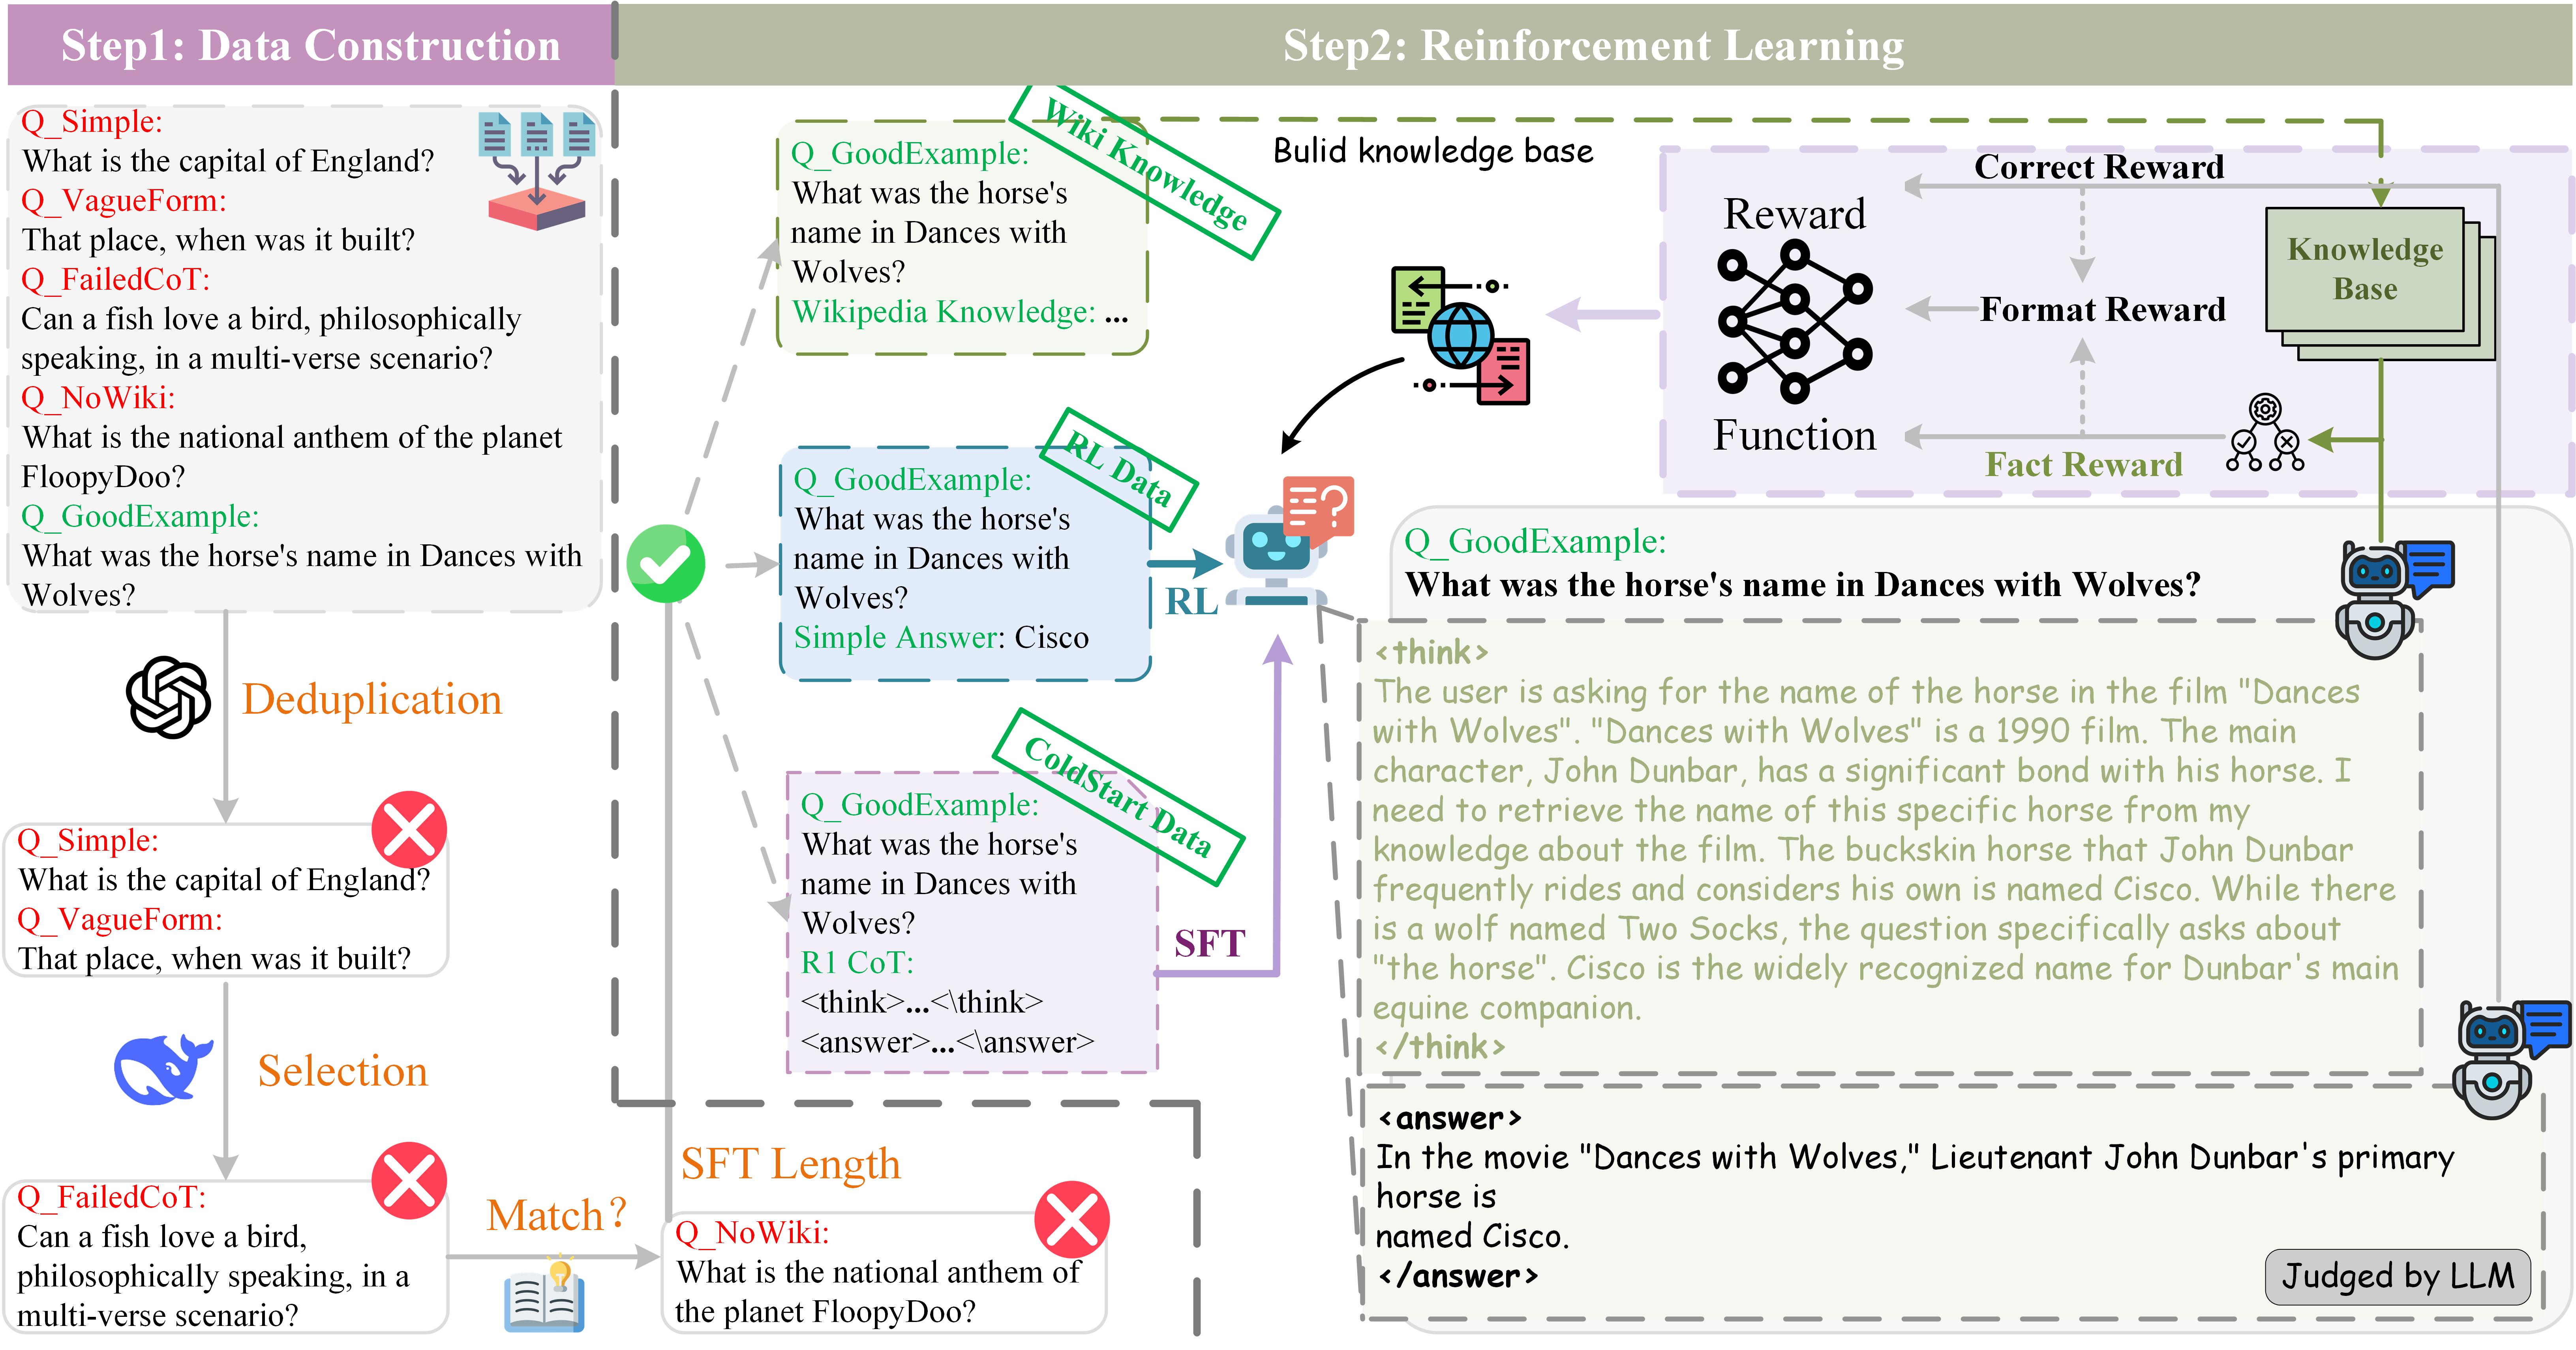 Step1: Data Construction
Step2: Reinforcement Learning
Q_Simple:
What is the capital of England?
Q_VagueForm:
That place, when was it built?
Q_FailedCoT:
Can a fish love a bird, philosophically
speaking, in a multi-verse scenario?
Q_NoWiki:
What is the national anthem of the planet
FloopyDoo?
Q_GoodExample:
What was the horse's name in Dances with
Wolves?
Deduplication
Q_Simple:
What is the capital of England?
Q_VagueForm:
That place, when was it built?
Selection
Q_FailedCoT:
Can a fish love a bird,
philosophically speaking, in a
multi-verse scenario?
Match?
SFT Length
Q_NoWiki:
What is the national anthem of
the planet FloopyDoo?
Wiki Knowledge
Q_GoodExample:
What was the horse's
name in Dances with
Wolves?
Wikipedia Knowledge: ...
RL Data
Q_GoodExample:
What was the horse's
name in Dances with
Wolves?
Simple Answer: Cisco
RL
ColdStart Data
Q_GoodExample:
What was the horse's
name in Dances with
Wolves?
R1 CoT:
<think>...<\think>
<answer>...<\answer>
SFT
Bulid knowledge base
Reward
Function
Correct Reward
Format Reward
Fact Reward
Knowledge
Base
Q_GoodExample:
What was the horse's name in Dances with Wolves?
<think>
The user is asking for the name of the horse in the film "Dances
with Wolves". "Dances with Wolves" is a 1990 film. The main
character, John Dunbar, has a significant bond with his horse. I
need to retrieve the name of this specific horse from my
knowledge about the film. The buckskin horse that John Dunbar
frequently rides and considers his own is named Cisco. While there
is a wolf named Two Socks, the question specifically asks about
"the horse". Cisco is the widely recognized name for Dunbar's main
equine companion.
</think>
<answer>
In the movie "Dances with Wolves," Lieutenant John Dunbar's primary
horse is
named Cisco.
</answer>
Judged by LLM